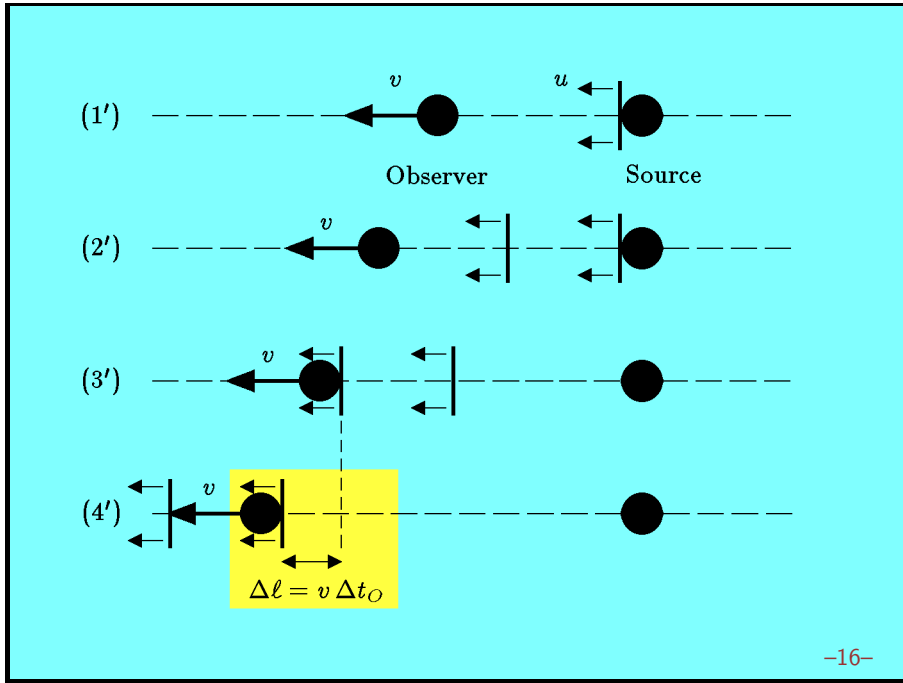 v
u
(1′)
Observer
Source
v
(2′)
v
(3′)
v
(4′)
Δℓ = v Δt_O
–16–